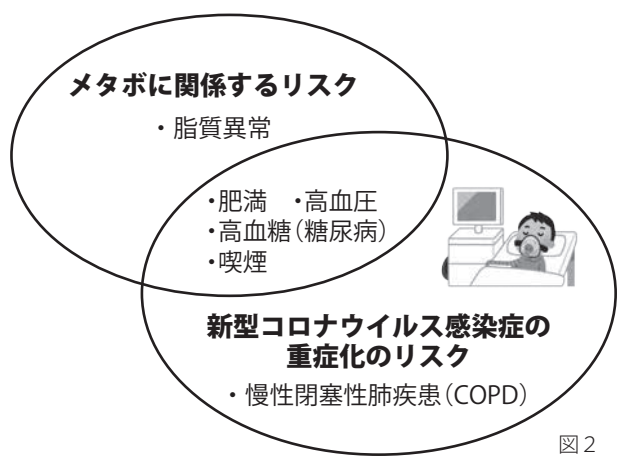 メタボに関係するリスク
・脂質異常
・肥満 ・高血圧
・高血糖（糖尿病）
・喫煙
新型コロナウイルス感染症の
重症化のリスク
・慢性閉塞性肺疾患（COPD）
図2